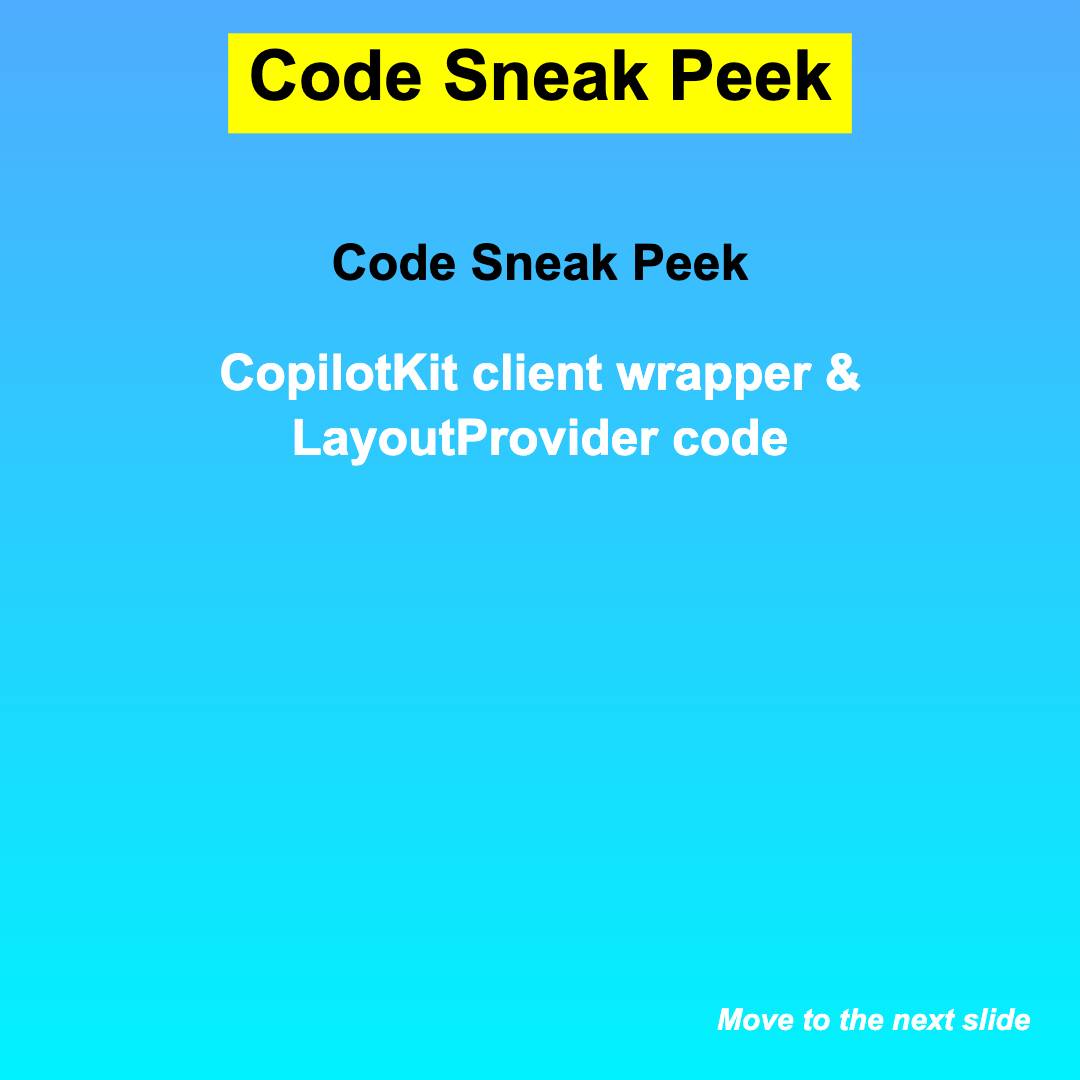 Code Sneak Peek
Code Sneak Peek
CopilotKit client wrapper &
LayoutProvider code
Move to the next slide